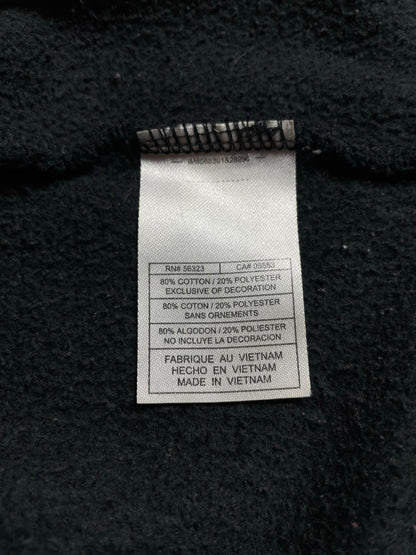 RN# 56323 CA# 05553
80% COTTON / 20% POLYESTER
EXCLUSIVE OF DECORATION
80% COTON / 20% POLYESTER
SANS ORNEMENTS
80% ALGODON / 20% POLIESTER
NO INCLUYE LA DECORACION
FABRIQUE AU VIETNAM
HECHO EN VIETNAM
MADE IN VIETNAM